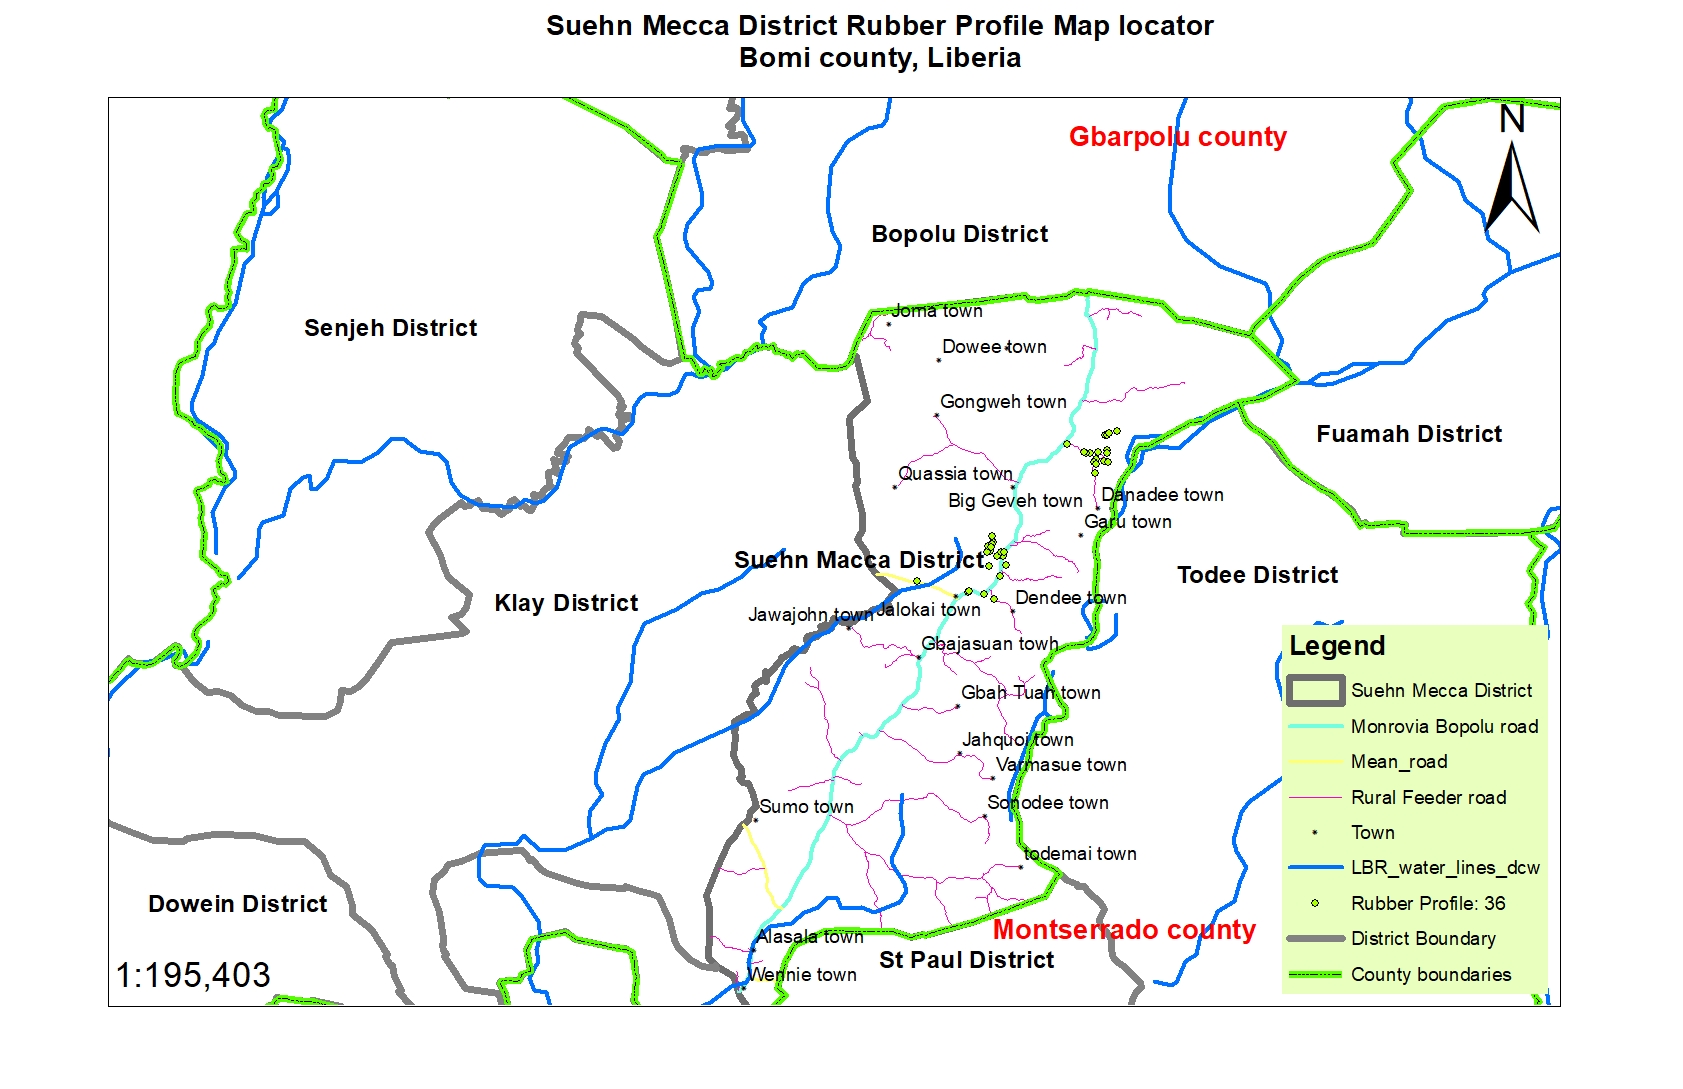 Suehn Mecca District Rubber Profile Map locator
Bomi county, Liberia
N
Gbarpolu county
Bopolu District
Joma town
Senjeh District
Dowee town
Gongweh town
Fuamah District
Quassia town
Big Geveh town
Danadee town
Garu town
Suehn Macca District
Todee District
Klay District
Dendee town
Jawajohn town
Jalokai town
Gbajasuan towh
Gbah Tuah town
Jahquoi town
Varmasue town
Sumo town
Sonodee town
todemai town
Dowein District
Montserrado county
Alasala town
St Paul District
Wennie town
1:195,403
Legend
Suehn Mecca District
Monrovia Bopolu road
Mean_road
Rural Feeder road
Town
LBR_water_lines_dcw
Rubber Profile: 36
District Boundary
County boundaries